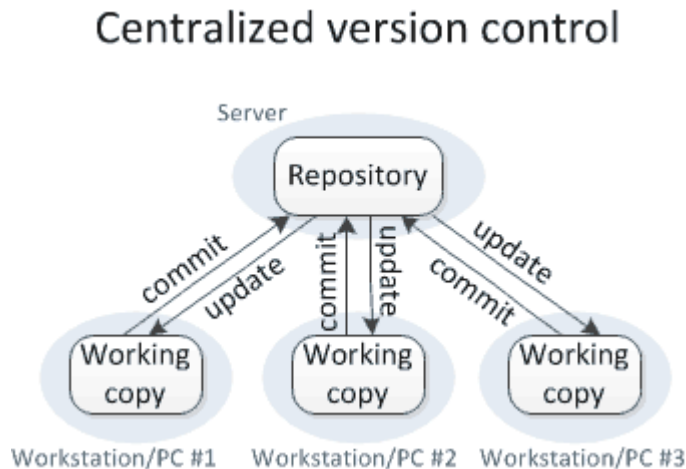 Centralized version control
Server
Repository
commit
update
commit
update
commit
update
Working
copy
Working
copy
Working
copy
Workstation/PC #1
Workstation/PC #2
Workstation/PC #3